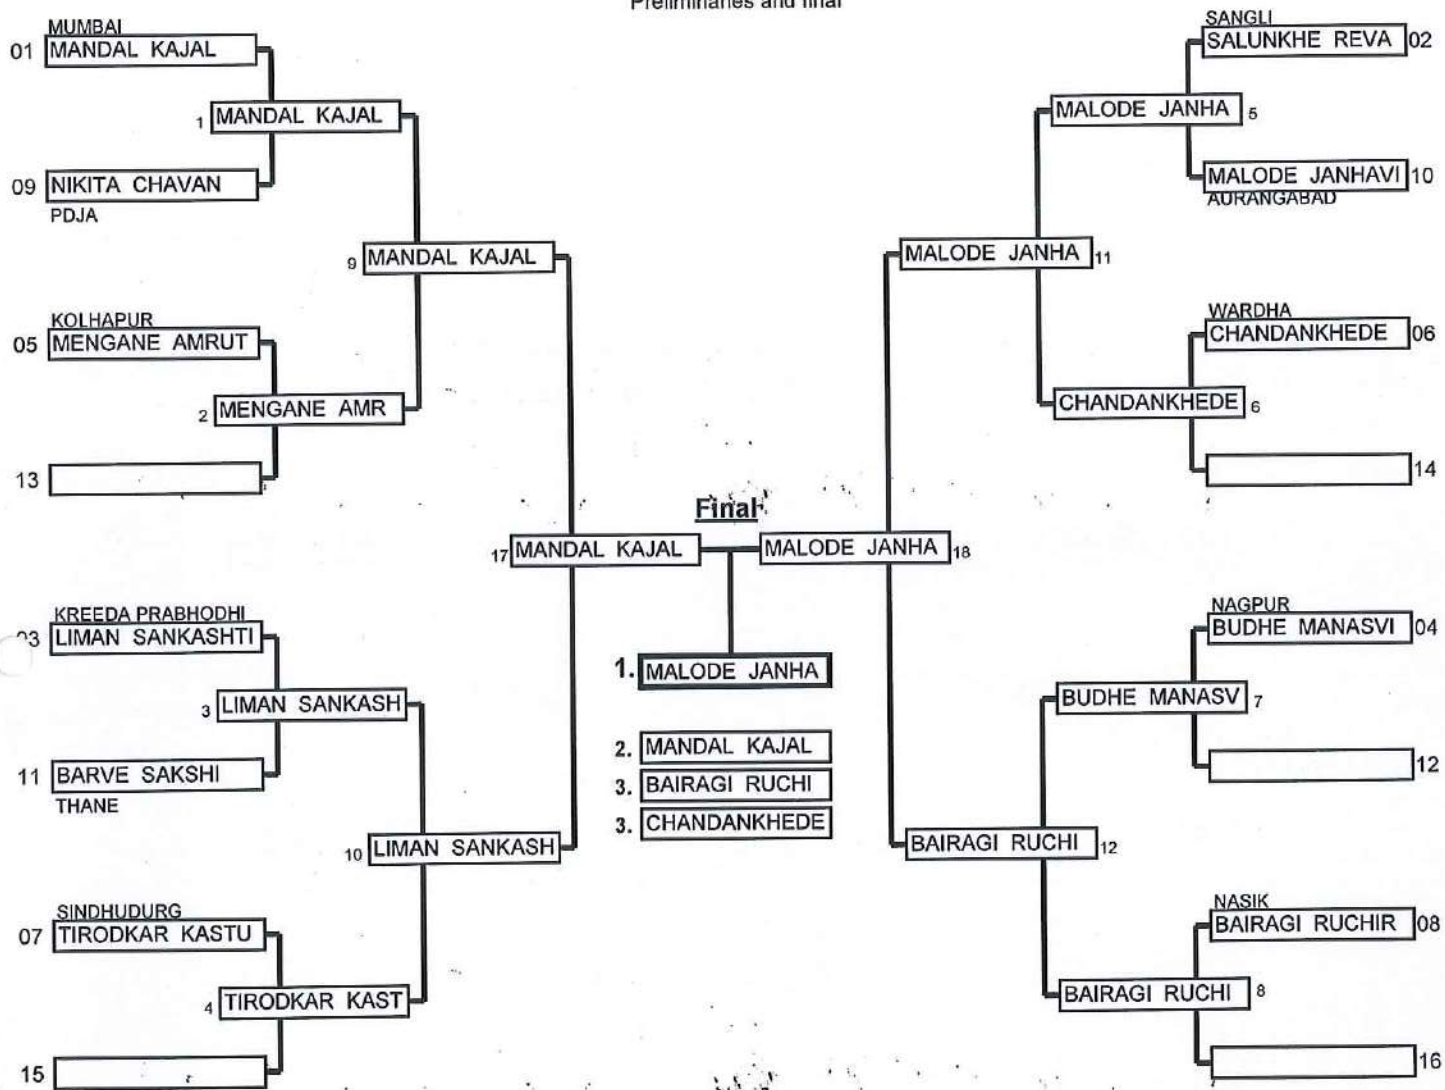 Preliminaries and final
MUMBAI
01 MANDAL KAJAL
1 MANDAL KAJAL
09 NIKITA CHAVAN
PDJA
9 MANDAL KAJAL
KOLHAPUR
05 MENGANE AMRUT
2 MENGANE AMR
13
17 MANDAL KAJAL
KREEDA PRABHODHI
03 LIMAN SANKASHTI
3 LIMAN SANKASH
11 BARVE SAKSHI
THANE
10 LIMAN SANKASH
SINDHUDURG
07 TIRODKAR KASTU
4 TIRODKAR KAST
15
Final
1. MALODE JANHA
2. MANDAL KAJAL
3. BAIRAGI RUCHI
3. CHANDANKHEDE
SANGLI
SALUNKHE REVA 02
MALODE JANHA 5
MALODE JANHAVI 10
AURANGABAD
MALODE JANHA 11
WARDHA
CHANDANKHEDE 06
CHANDANKHEDE 6
14
MALODE JANHA 18
NAGPUR
BUDHE MANASVI 04
BUDHE MANASV 7
12
BAIRAGI RUCHI 12
NASIK
BAIRAGI RUCHIR 08
BAIRAGI RUCHI 8
16